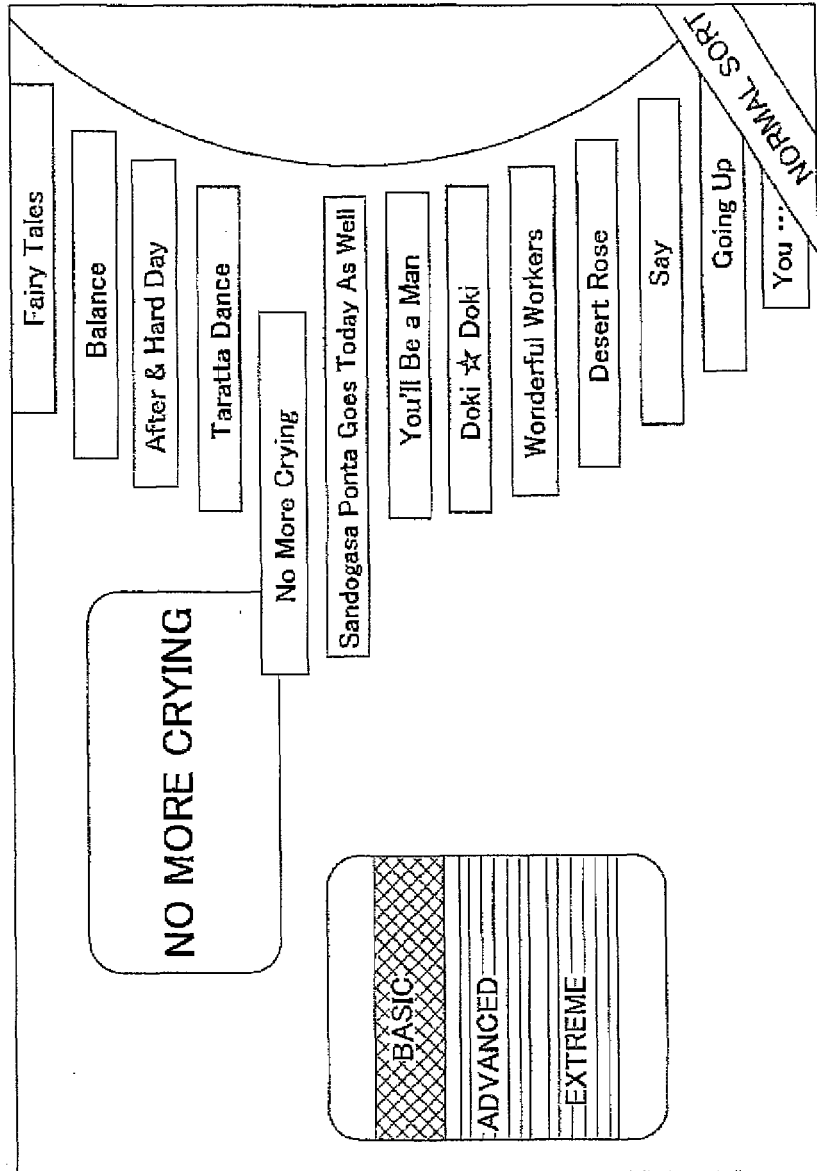 NO MORE CRYING
BASIC
ADVANCED
EXTREME
Fairy Tales
Balance
After & Hard Day
Taratta Dance
No More Crying
Sandogasa Ponta Goes Today As Well
You'll Be a Man
Doki ☆ Doki
Wonderful Workers
Desert Rose
Say
Going Up
You ...
NORMAL SORT